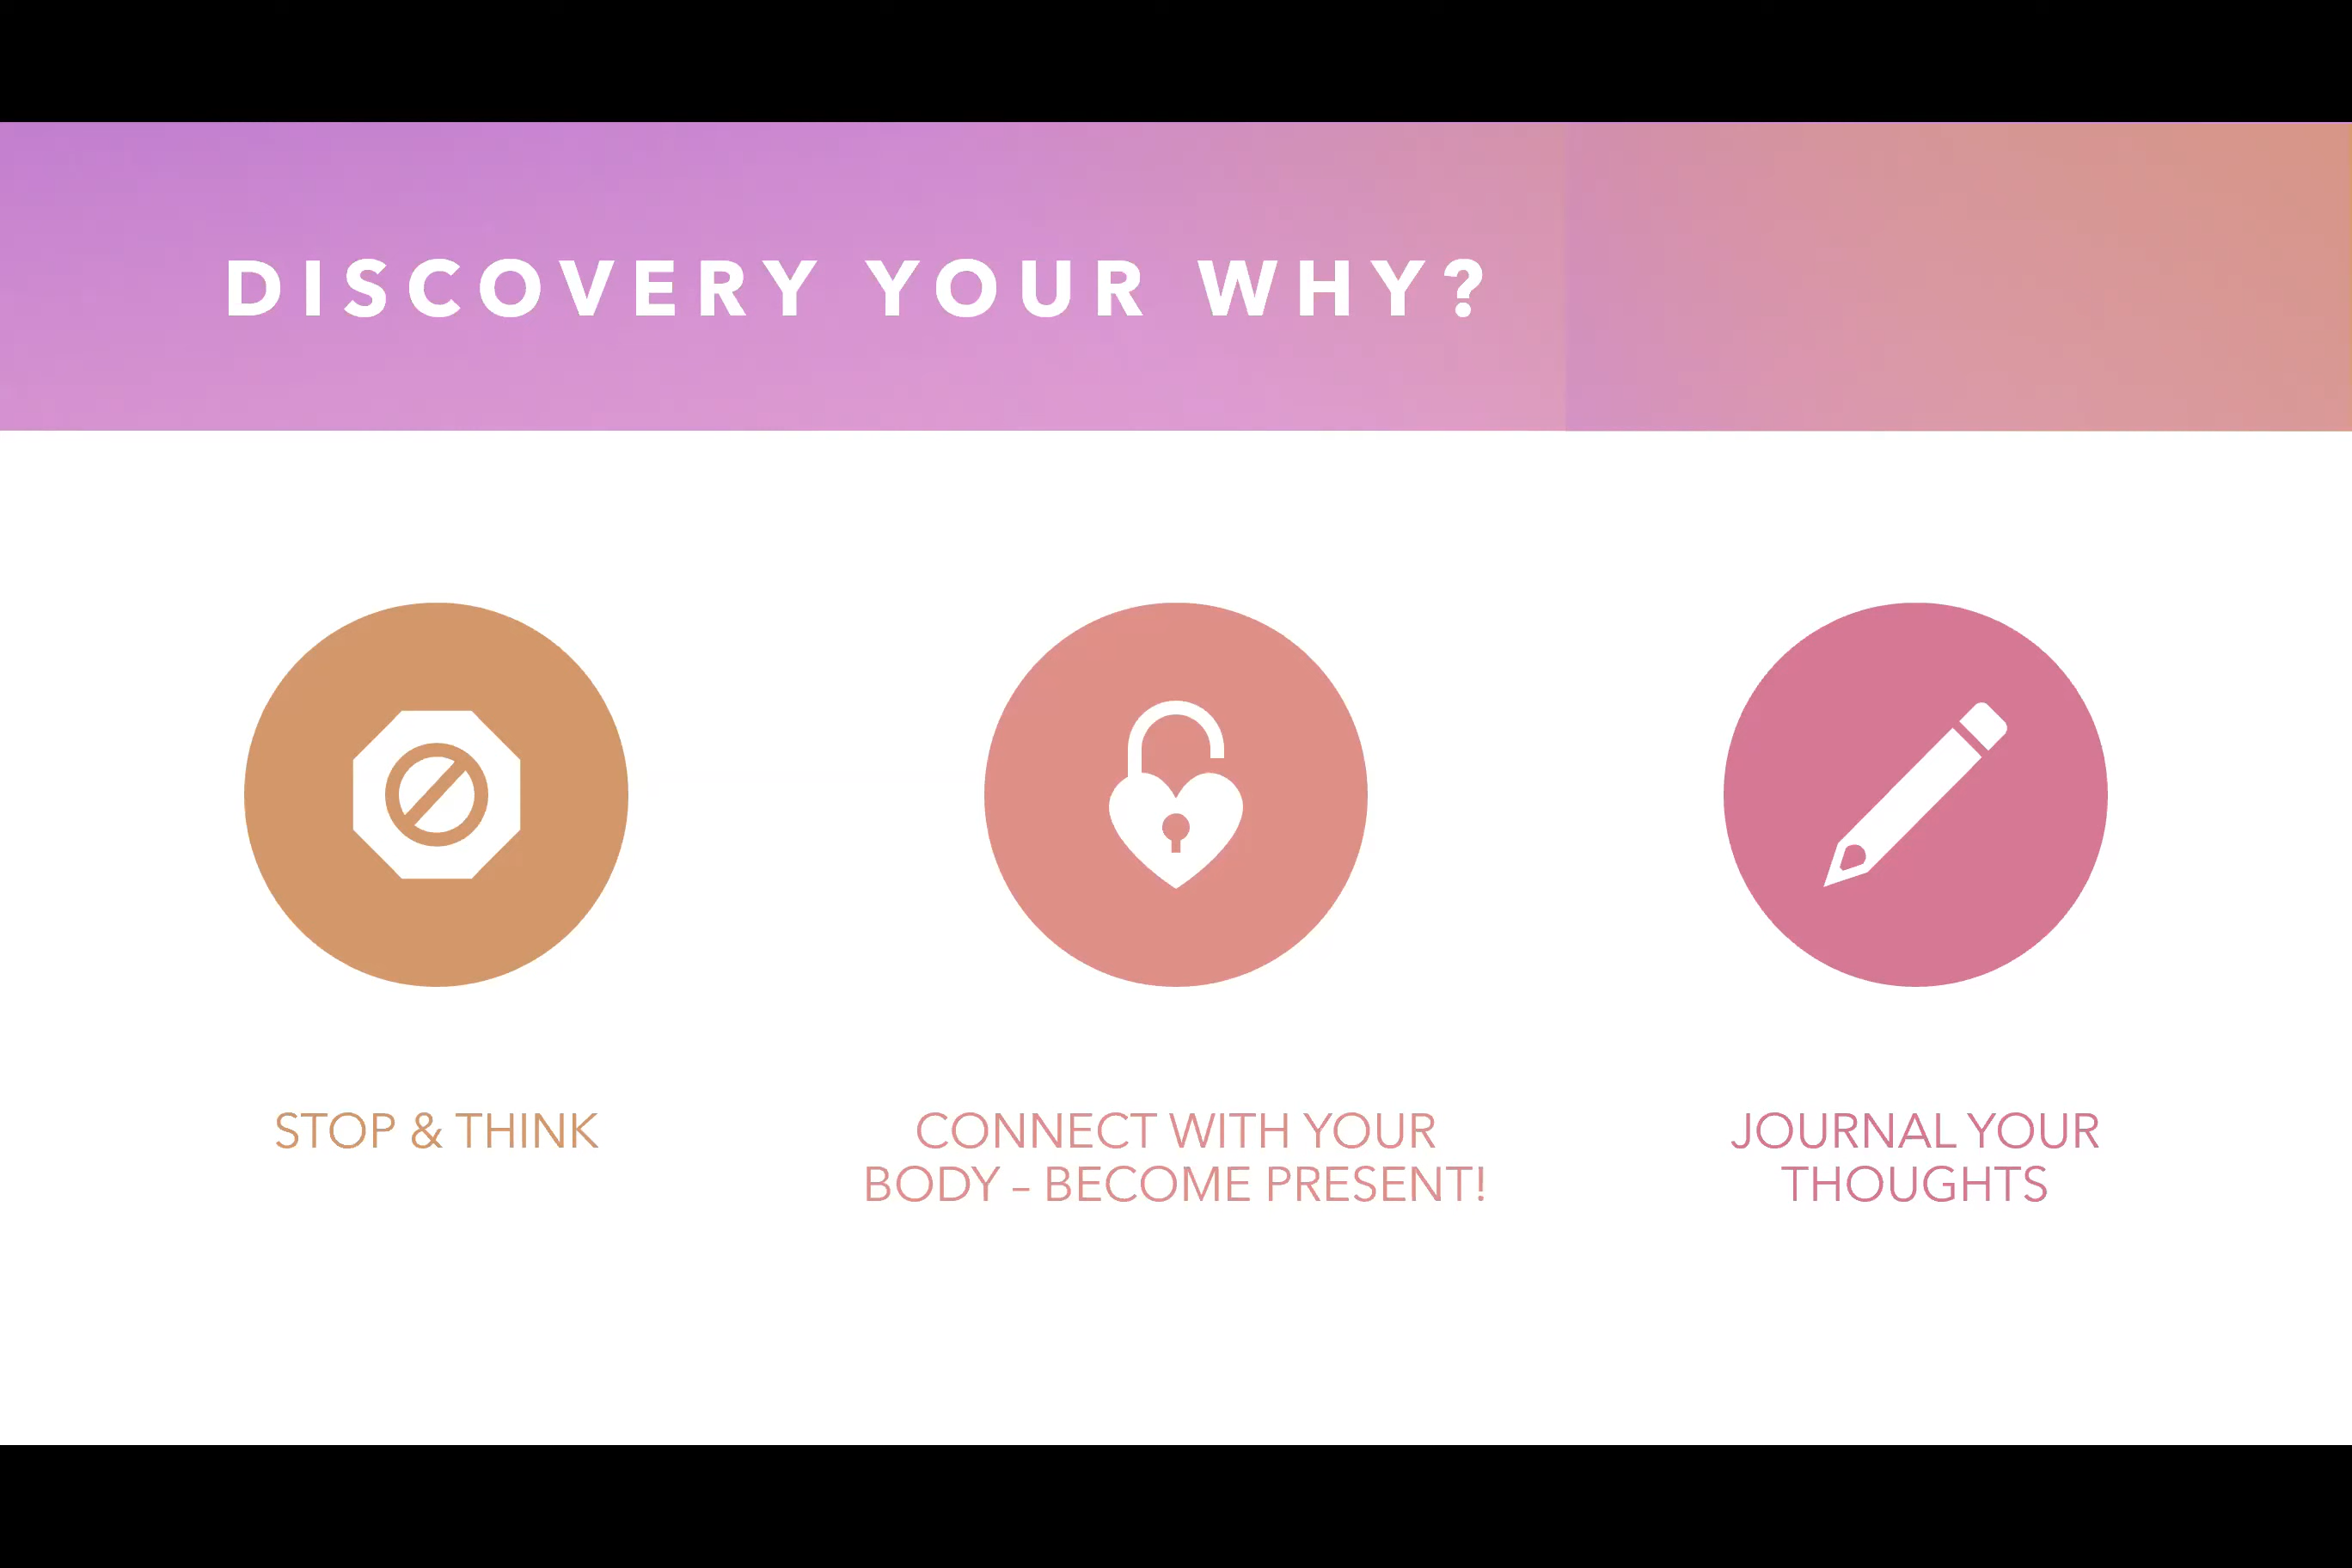 DISCOVERY YOUR WHY?
STOP & THINK
CONNECT WITH YOUR
BODY – BECOME PRESENT!
JOURNAL YOUR
THOUGHTS